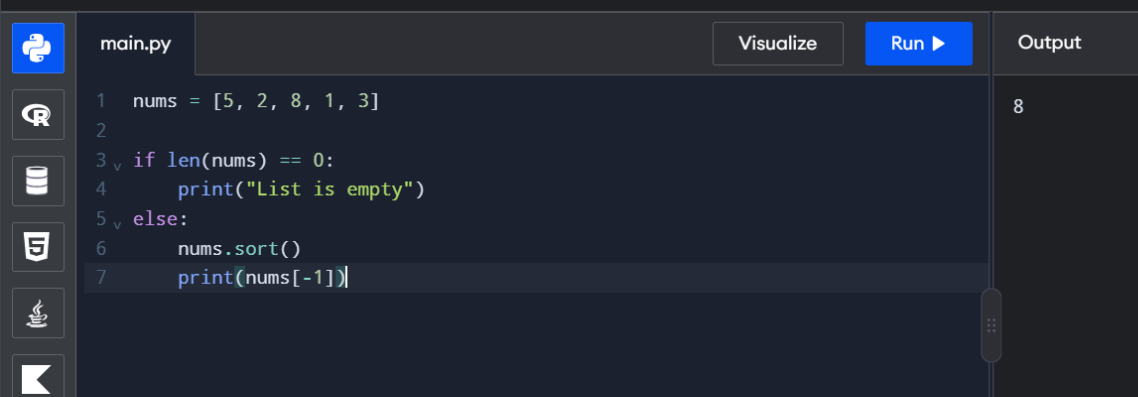 main.py
Visualize
Run
Output
1 nums = [5, 2, 8, 1, 3]
2
3 if len(nums) == 0:
4     print("List is empty")
5 else:
6     nums.sort()
7     print(nums[-1])
8